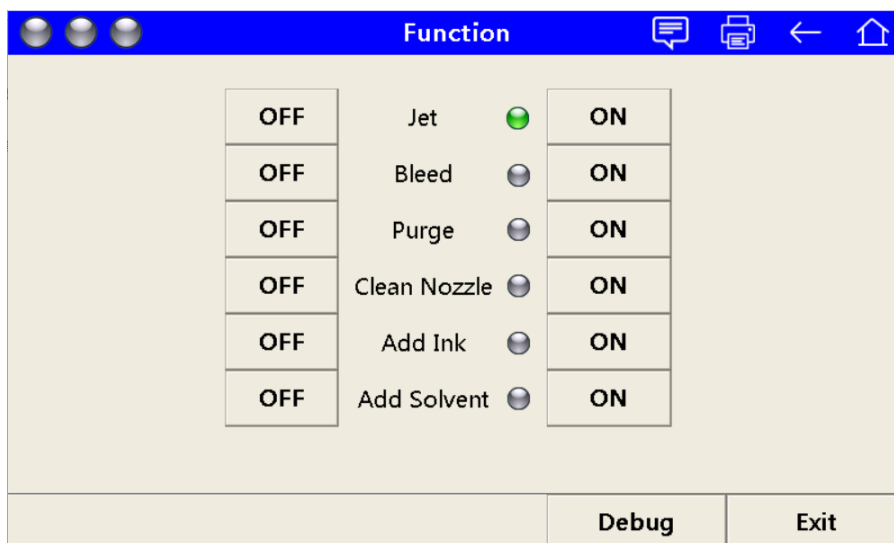 Function
OFF Jet ON
OFF Bleed ON
OFF Purge ON
OFF Clean Nozzle ON
OFF Add Ink ON
OFF Add Solvent ON
Debug Exit